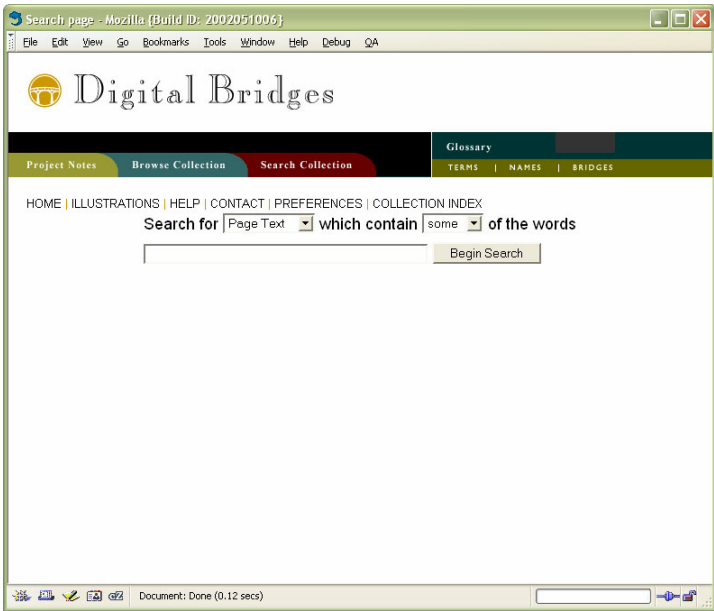 Search page - Mozilla {Build ID: 2002051006}
File Edit View Go Bookmarks Tools Window Help Debug QA
Digital Bridges
Glossary
Project Notes Browse Collection Search Collection
TERMS | NAMES | BRIDGES
HOME | ILLUSTRATIONS | HELP | CONTACT | PREFERENCES | COLLECTION INDEX
Search for Page Text which contain some of the words
Begin Search
Document: Done (0.12 secs)